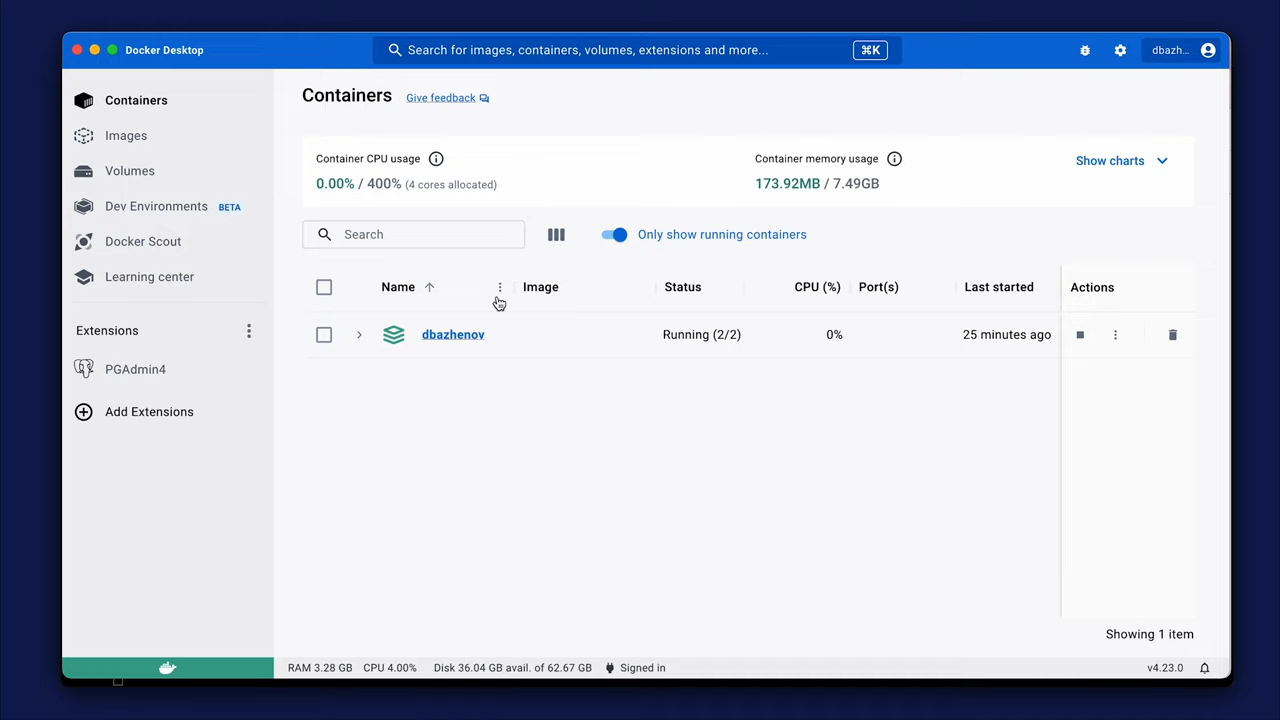 Docker Desktop
Search for images, containers, volumes, extensions and more...
⌘K
dbazh...
Containers
Images
Volumes
Dev Environments BETA
Docker Scout
Learning center
Extensions
PGAdmin4
Add Extensions
Containers Give feedback
Container CPU usage
0.00% / 400% (4 cores allocated)
Container memory usage
173.92MB / 7.49GB
Show charts
Search
Only show running containers
Name Image Status CPU (%) Port(s) Last started Actions
dbazhenov Running (2/2) 0% 25 minutes ago
Showing 1 item
RAM 3.28 GB CPU 4.00% Disk 36.04 GB avail. of 62.67 GB Signed in v4.23.0